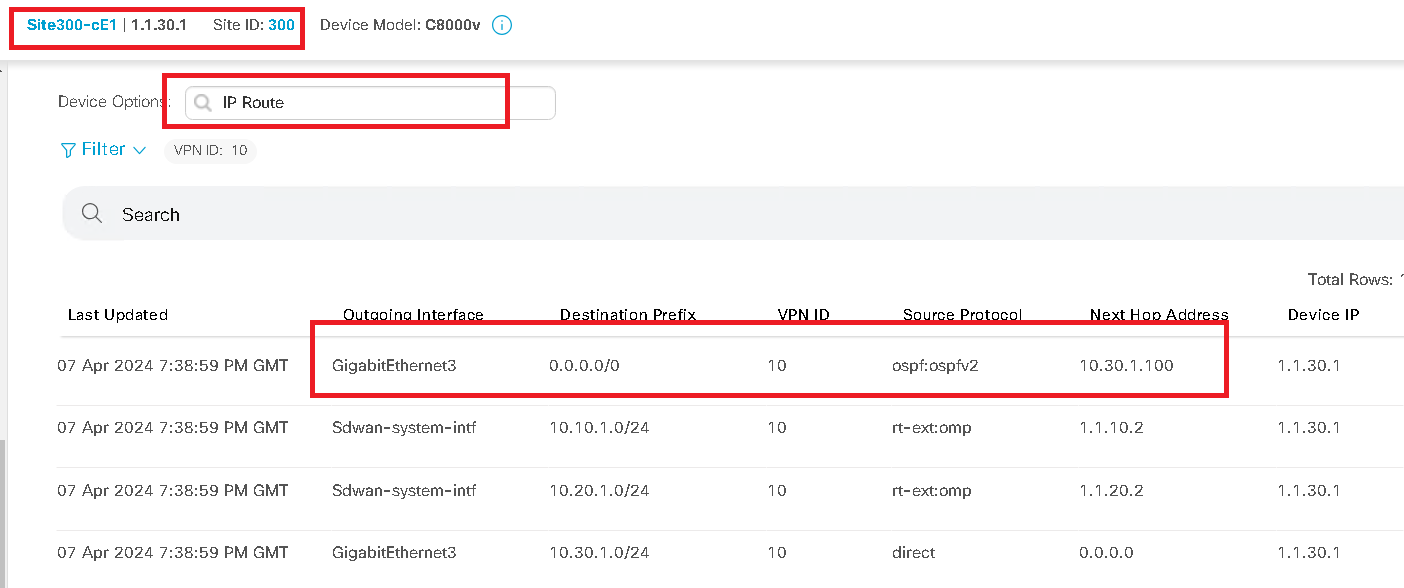 Site300-cE1 | 1.1.30.1 Site ID: 300 Device Model: C8000v
Device Options: IP Route
Filter VPN ID: 10
Search
Total Rows:
Last Updated Outgoing Interface Destination Prefix VPN ID Source Protocol Next Hop Address Device IP
07 Apr 2024 7:38:59 PM GMT GigabitEthernet3 0.0.0.0/0 10 ospf:ospfv2 10.30.1.100 1.1.30.1
07 Apr 2024 7:38:59 PM GMT Sdwan-system-intf 10.10.1.0/24 10 rt-ext:omp 1.1.10.2 1.1.30.1
07 Apr 2024 7:38:59 PM GMT Sdwan-system-intf 10.20.1.0/24 10 rt-ext:omp 1.1.20.2 1.1.30.1
07 Apr 2024 7:38:59 PM GMT GigabitEthernet3 10.30.1.0/24 10 direct 0.0.0.0 1.1.30.1